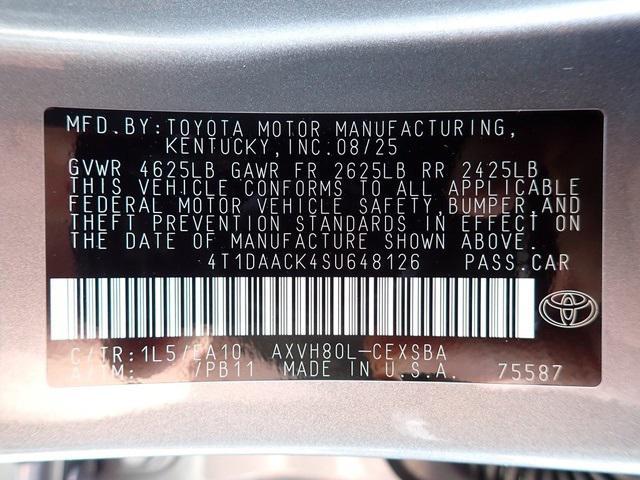 MFD.BY:TOYOTA MOTOR MANUFACTURING,
KENTUCKY,INC.08/25
GVWR 4625LB GAWR FR 2625LB RR 2425LB
THIS VEHICLE CONFORMS TO ALL APPLICABLE
FEDERAL MOTOR VEHICLE SAFETY,BUMPER,AND
THEFT PREVENTION STANDARDS IN EFFECT ON
THE DATE OF MANUFACTURE SHOWN ABOVE.
4T1DAACK4SU648126 PASS.CAR
C/TR:1L5/EA10 AXVH80L-CEXSBA
A/TM: /PB11 MADE IN U.S.A. 75587